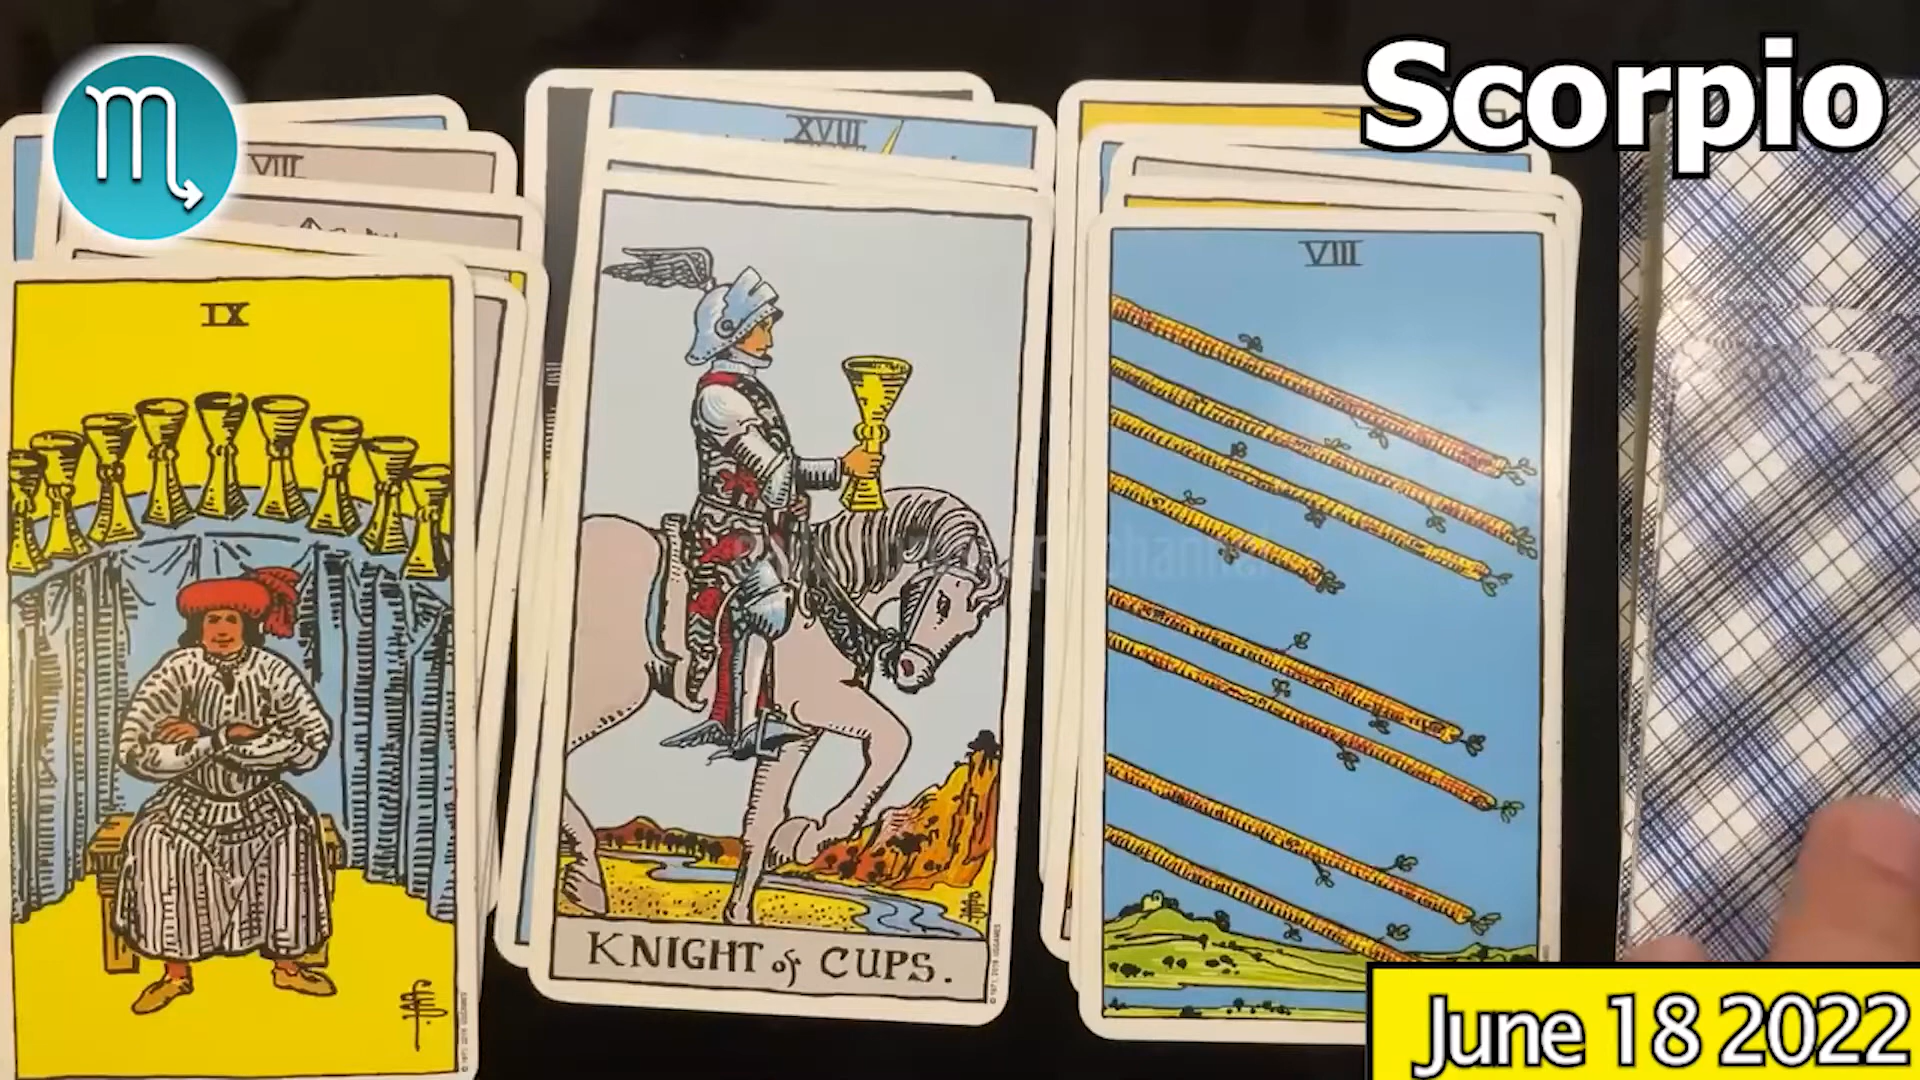 Scorpio
VIII
XVIII
IX
VIII
KNIGHT of CUPS.
June 18 2022